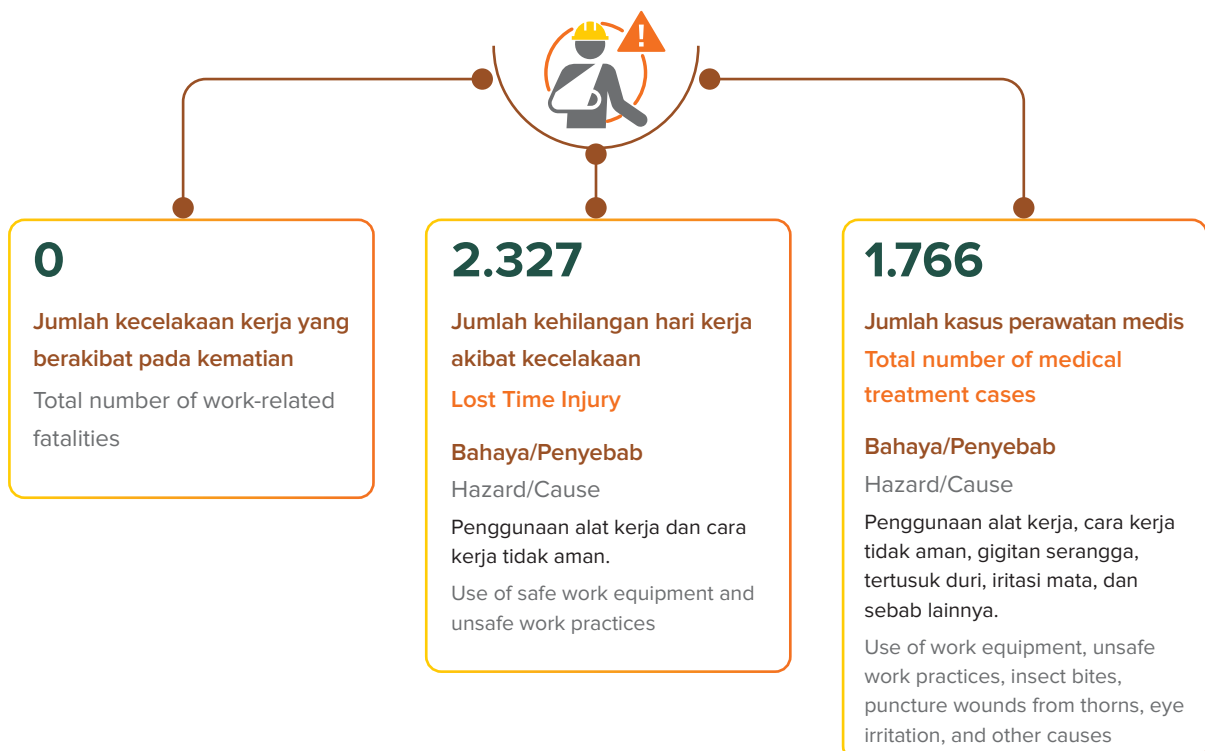 0
Jumlah kecelakaan kerja yang
berakibat pada kematian
Total number of work-related
fatalities
2.327
Jumlah kehilangan hari kerja
akibat kecelakaan
Lost Time Injury
Bahaya/Penyebab
Hazard/Cause
Penggunaan alat kerja dan cara
kerja tidak aman.
Use of safe work equipment and
unsafe work practices
1.766
Jumlah kasus perawatan medis
Total number of medical
treatment cases
Bahaya/Penyebab
Hazard/Cause
Penggunaan alat kerja, cara kerja
tidak aman, gigitan serangga,
tertusuk duri, iritasi mata, dan
sebab lainnya.
Use of work equipment, unsafe
work practices, insect bites,
puncture wounds from thorns, eye
irritation, and other causes